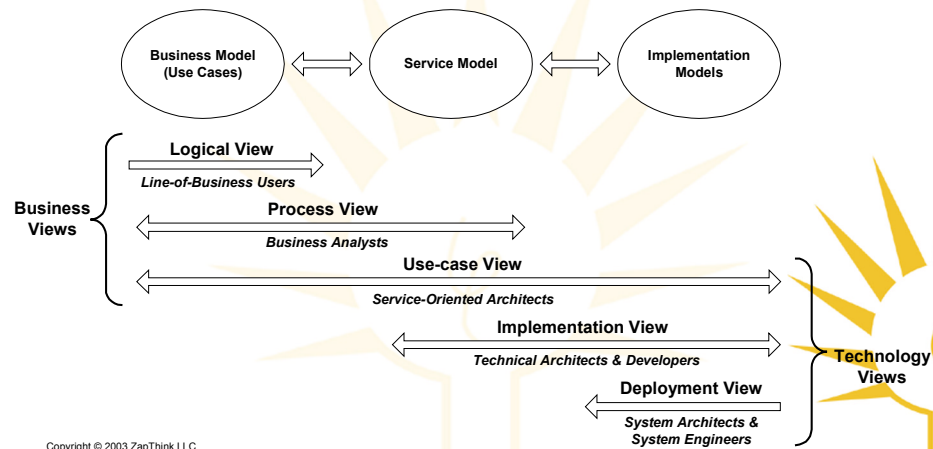 Business Model
(Use Cases)
Service Model
Implementation
Models
Logical View
Line-of-Business Users
Business
Views
Process View
Business Analysts
Use-case View
Service-Oriented Architects
Implementation View
Technical Architects & Developers
Technology
Views
Deployment View
System Architects &
System Engineers
Copyright © 2003 ZapThink LLC